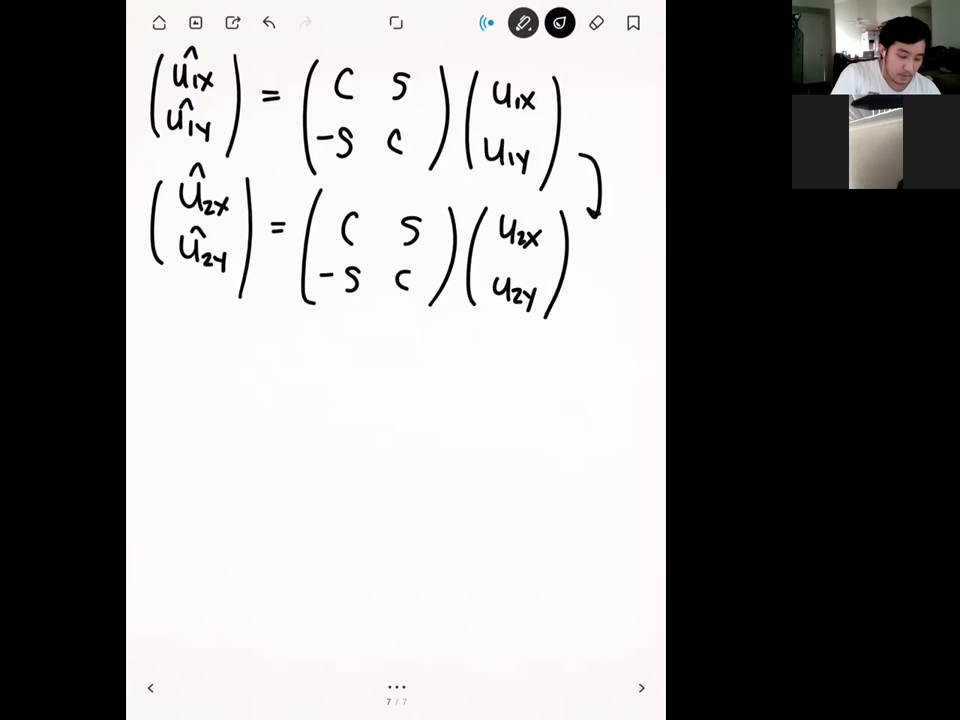 û1x = C S u1x
û1y -S C u1y
û2x = C S u2x
û2y -S C u2y
7 / 7